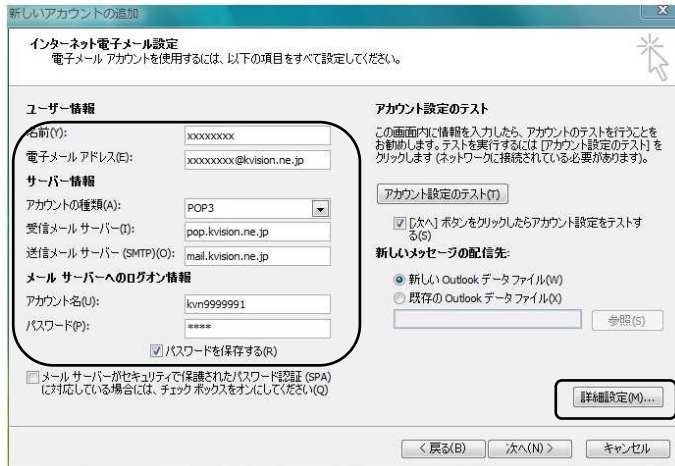 新しいアカウントの追加
インターネット電子メール設定
電子メール アカウントを使用するには、以下の項目をすべて設定してください。
ユーザー情報
名前(Y):
xxxxxxxx
電子メール アドレス(E):
xxxxxxxx@kvision.ne.jp
サーバー情報
アカウントの種類(A):
POP3
受信メール サーバー(I):
pop.kvision.ne.jp
送信メール サーバー (SMTP)(O):
mail.kvision.ne.jp
メール サーバーへのログオン情報
アカウント名(U):
kvn9999991
パスワード(P):
****
パスワードを保存する(R)
メール サーバーがセキュリティで保護されたパスワード認証 (SPA)
に対応している場合には、チェック ボックスをオンにしてください(Q)
アカウント設定のテスト
この画面内に情報を入力したら、アカウントのテストを行うことを
お勧めします。テストを実行するには [アカウント設定のテスト] を
クリックします (ネットワークに接続されている必要があります)。
アカウント設定のテスト(T)
[次へ] ボタンをクリックしたらアカウント設定をテストす
る(S)
新しいメッセージの配信先:
新しい Outlook データ ファイル(W)
既存の Outlook データ ファイル(X)
参照(S)
詳細設定(M)...
< 戻る(B)
次へ(N) >
キャンセル